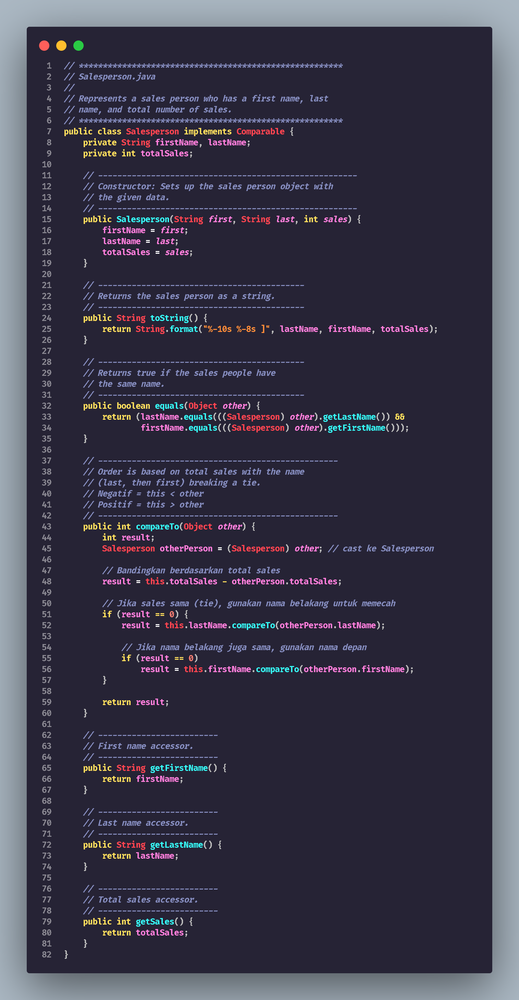 1 // *******************************************************
2 // Salesperson.java
3 //
4 // Represents a sales person who has a first name, last
5 // name, and total number of sales.
6 // *******************************************************
7 public class Salesperson implements Comparable {
8     private String firstName, lastName;
9     private int totalSales;
10
11     // ------------------------------------------------------
12     // Constructor: Sets up the sales person object with
13     // the given data.
14     // ------------------------------------------------------
15     public Salesperson(String first, String last, int sales) {
16         firstName = first;
17         lastName = last;
18         totalSales = sales;
19     }
20
21     // -------------------------------------------
22     // Returns the sales person as a string.
23     // -------------------------------------------
24     public String toString() {
25         return String.format("%-10s %-8s ]", lastName, firstName, totalSales);
26     }
27
28     // -------------------------------------------
29     // Returns true if the sales people have
30     // the same name.
31     // -------------------------------------------
32     public boolean equals(Object other) {
33         return (lastName.equals(((Salesperson) other).getLastName()) &&
34                 firstName.equals(((Salesperson) other).getFirstName()));
35     }
36
37     // --------------------------------------------------
38     // Order is based on total sales with the name
39     // (last, then first) breaking a tie.
40     // Negatif = this < other
41     // Positif = this > other
42     // --------------------------------------------------
43     public int compareTo(Object other) {
44         int result;
45         Salesperson otherPerson = (Salesperson) other; // cast ke Salesperson
46
47         // Bandingkan berdasarkan total sales
48         result = this.totalSales - otherPerson.totalSales;
49
50         // Jika sales sama (tie), gunakan nama belakang untuk memecah
51         if (result == 0) {
52             result = this.lastName.compareTo(otherPerson.lastName);
53
54             // Jika nama belakang juga sama, gunakan nama depan
55             if (result == 0)
56                 result = this.firstName.compareTo(otherPerson.firstName);
57         }
58
59         return result;
60     }
61
62     // -------------------------
63     // First name accessor.
64     // -------------------------
65     public String getFirstName() {
66         return firstName;
67     }
68
69     // -------------------------
70     // Last name accessor.
71     // -------------------------
72     public String getLastName() {
73         return lastName;
74     }
75
76     // -------------------------
77     // Total sales accessor.
78     // -------------------------
79     public int getSales() {
80         return totalSales;
81     }
82 }